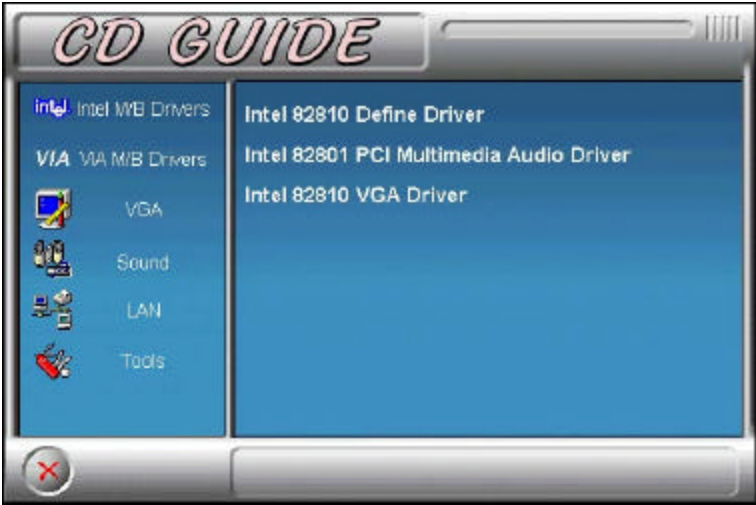 CD GUIDE
intel Intel M/B Drivers
VIA VIA M/B Drivers
VGA
Sound
LAN
Tools
Intel 82810 Define Driver
Intel 82801 PCI Multimedia Audio Driver
Intel 82810 VGA Driver